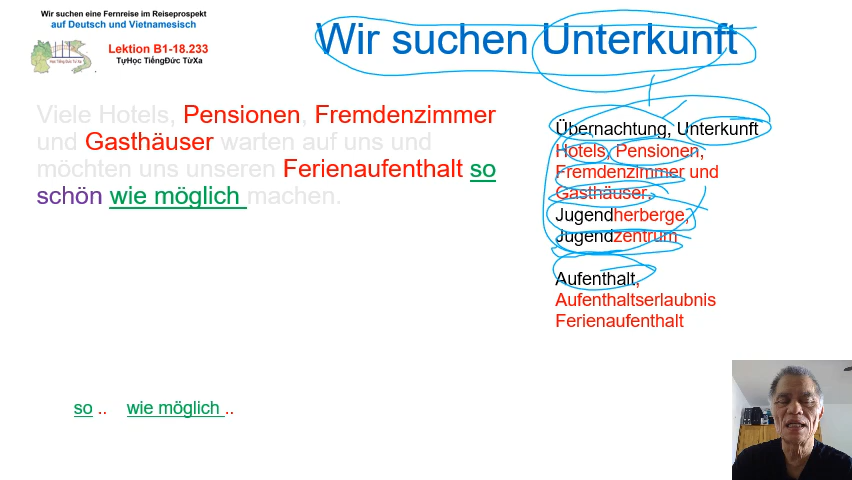 Wir suchen eine Fernreise im Reiseprospekt
auf Deutsch und Vietnamesisch
Lektion B1-18.233
TựHọc TiếngĐức TừXa
Wir suchen Unterkunft
Viele Hotels, Pensionen, Fremdenzimmer
und Gasthäuser warten auf uns und
möchten uns unseren Ferienaufenthalt so
schön wie möglich machen.
so .. wie möglich ..
Übernachtung, Unterkunft
Hotels, Pensionen,
Fremdenzimmer und
Gasthäuser.
Jugendherberge,
Jugendzentrum
Aufenthalt,
Aufenthaltserlaubnis
Ferienaufenthalt